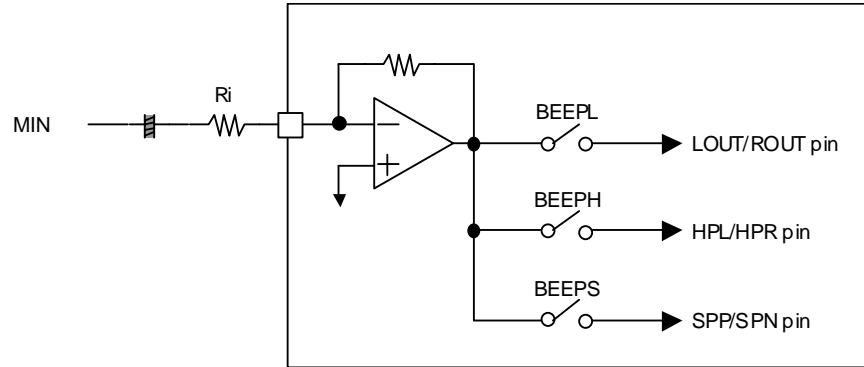 Ri
MIN
BEEPL
LOUT/ROUT pin
BEEPH
HPL/HPR pin
BEEPS
SPP/SPN pin